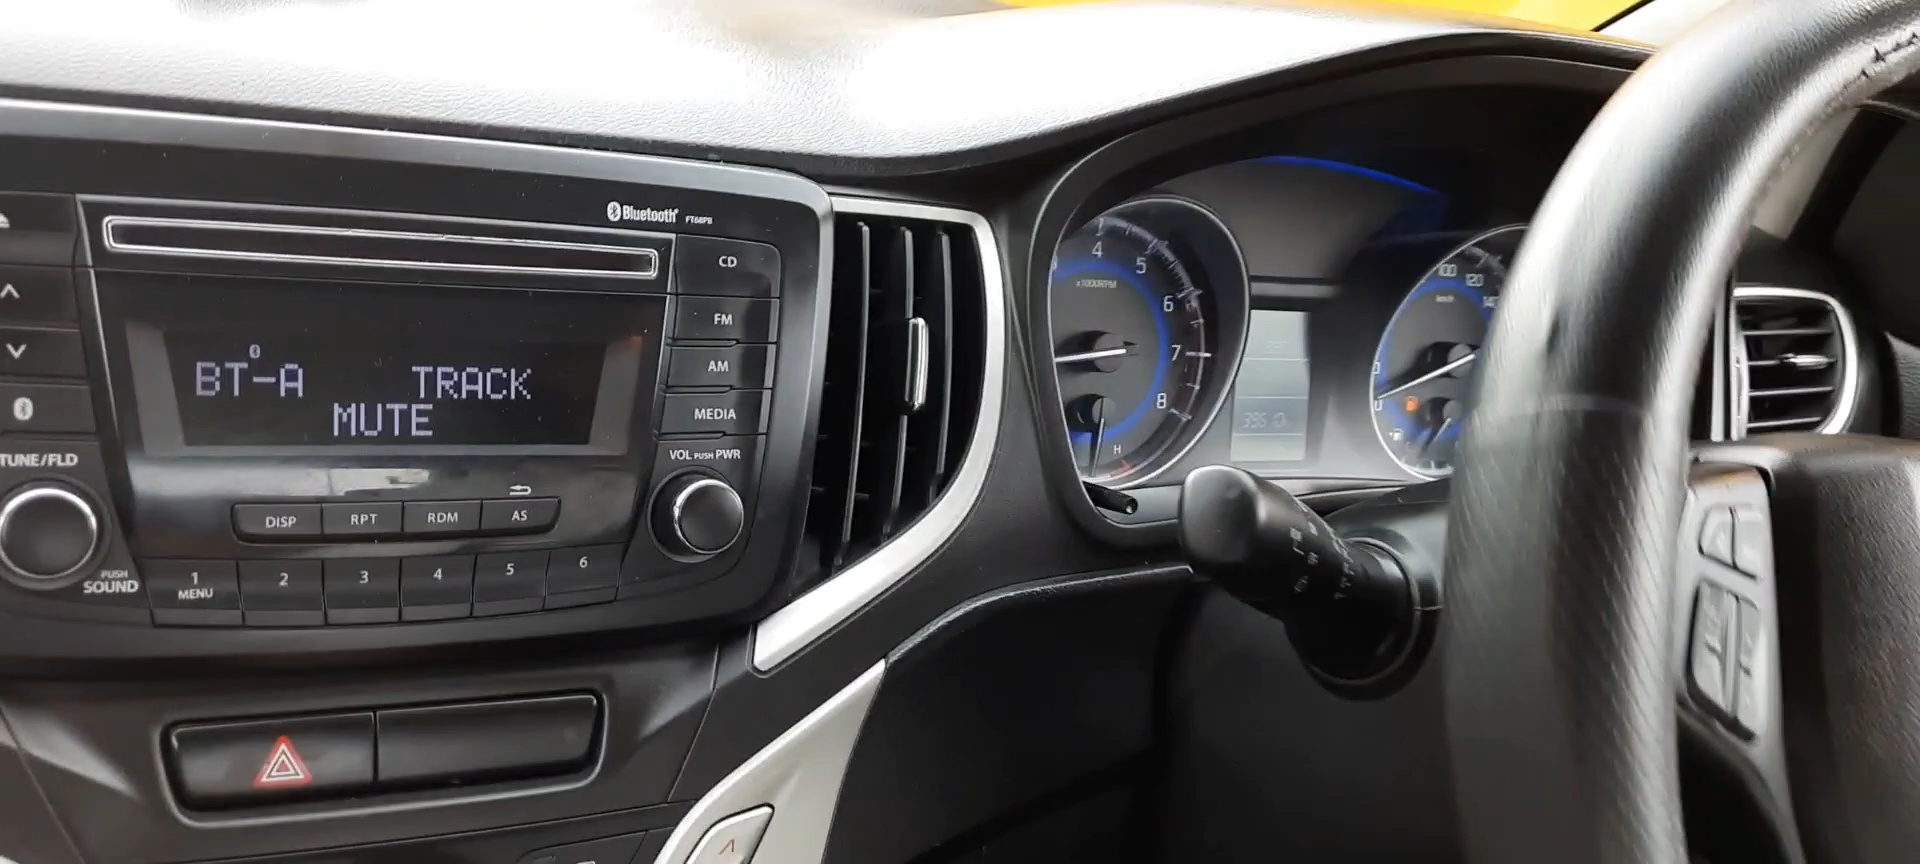 Bluetooth® FT68PB
CD
FM
AM
MEDIA
BT-A TRACK
MUTE
TUNE/FLD
VOL PUSH PWR
DISP RPT RDM AS
PUSH
SOUND
1 2 3 4 5 6
MENU
4 5 6 7 8
x1000RPM
H
100 120 140
km/h